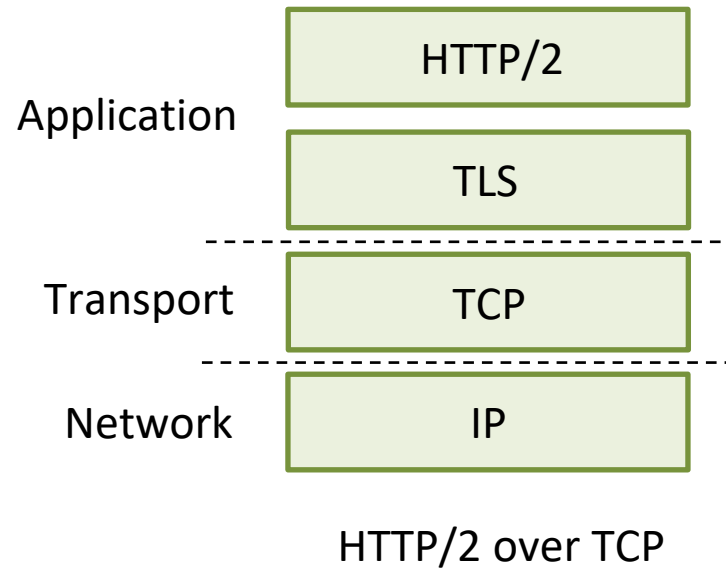 HTTP/2
Application
TLS
Transport
TCP
Network
IP
HTTP/2 over TCP